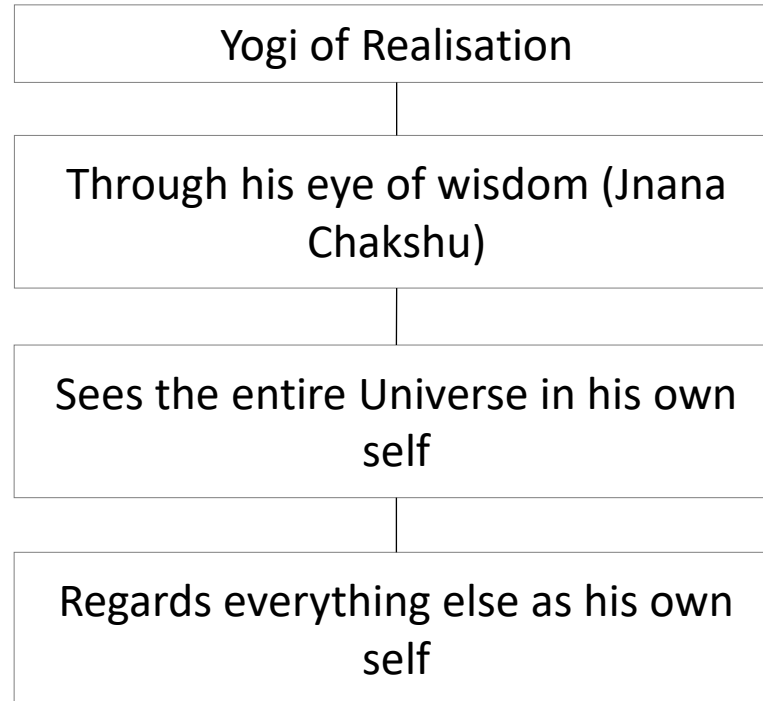 Yogi of Realisation
Through his eye of wisdom (Jnana
Chakshu)
Sees the entire Universe in his own
self
Regards everything else as his own
self